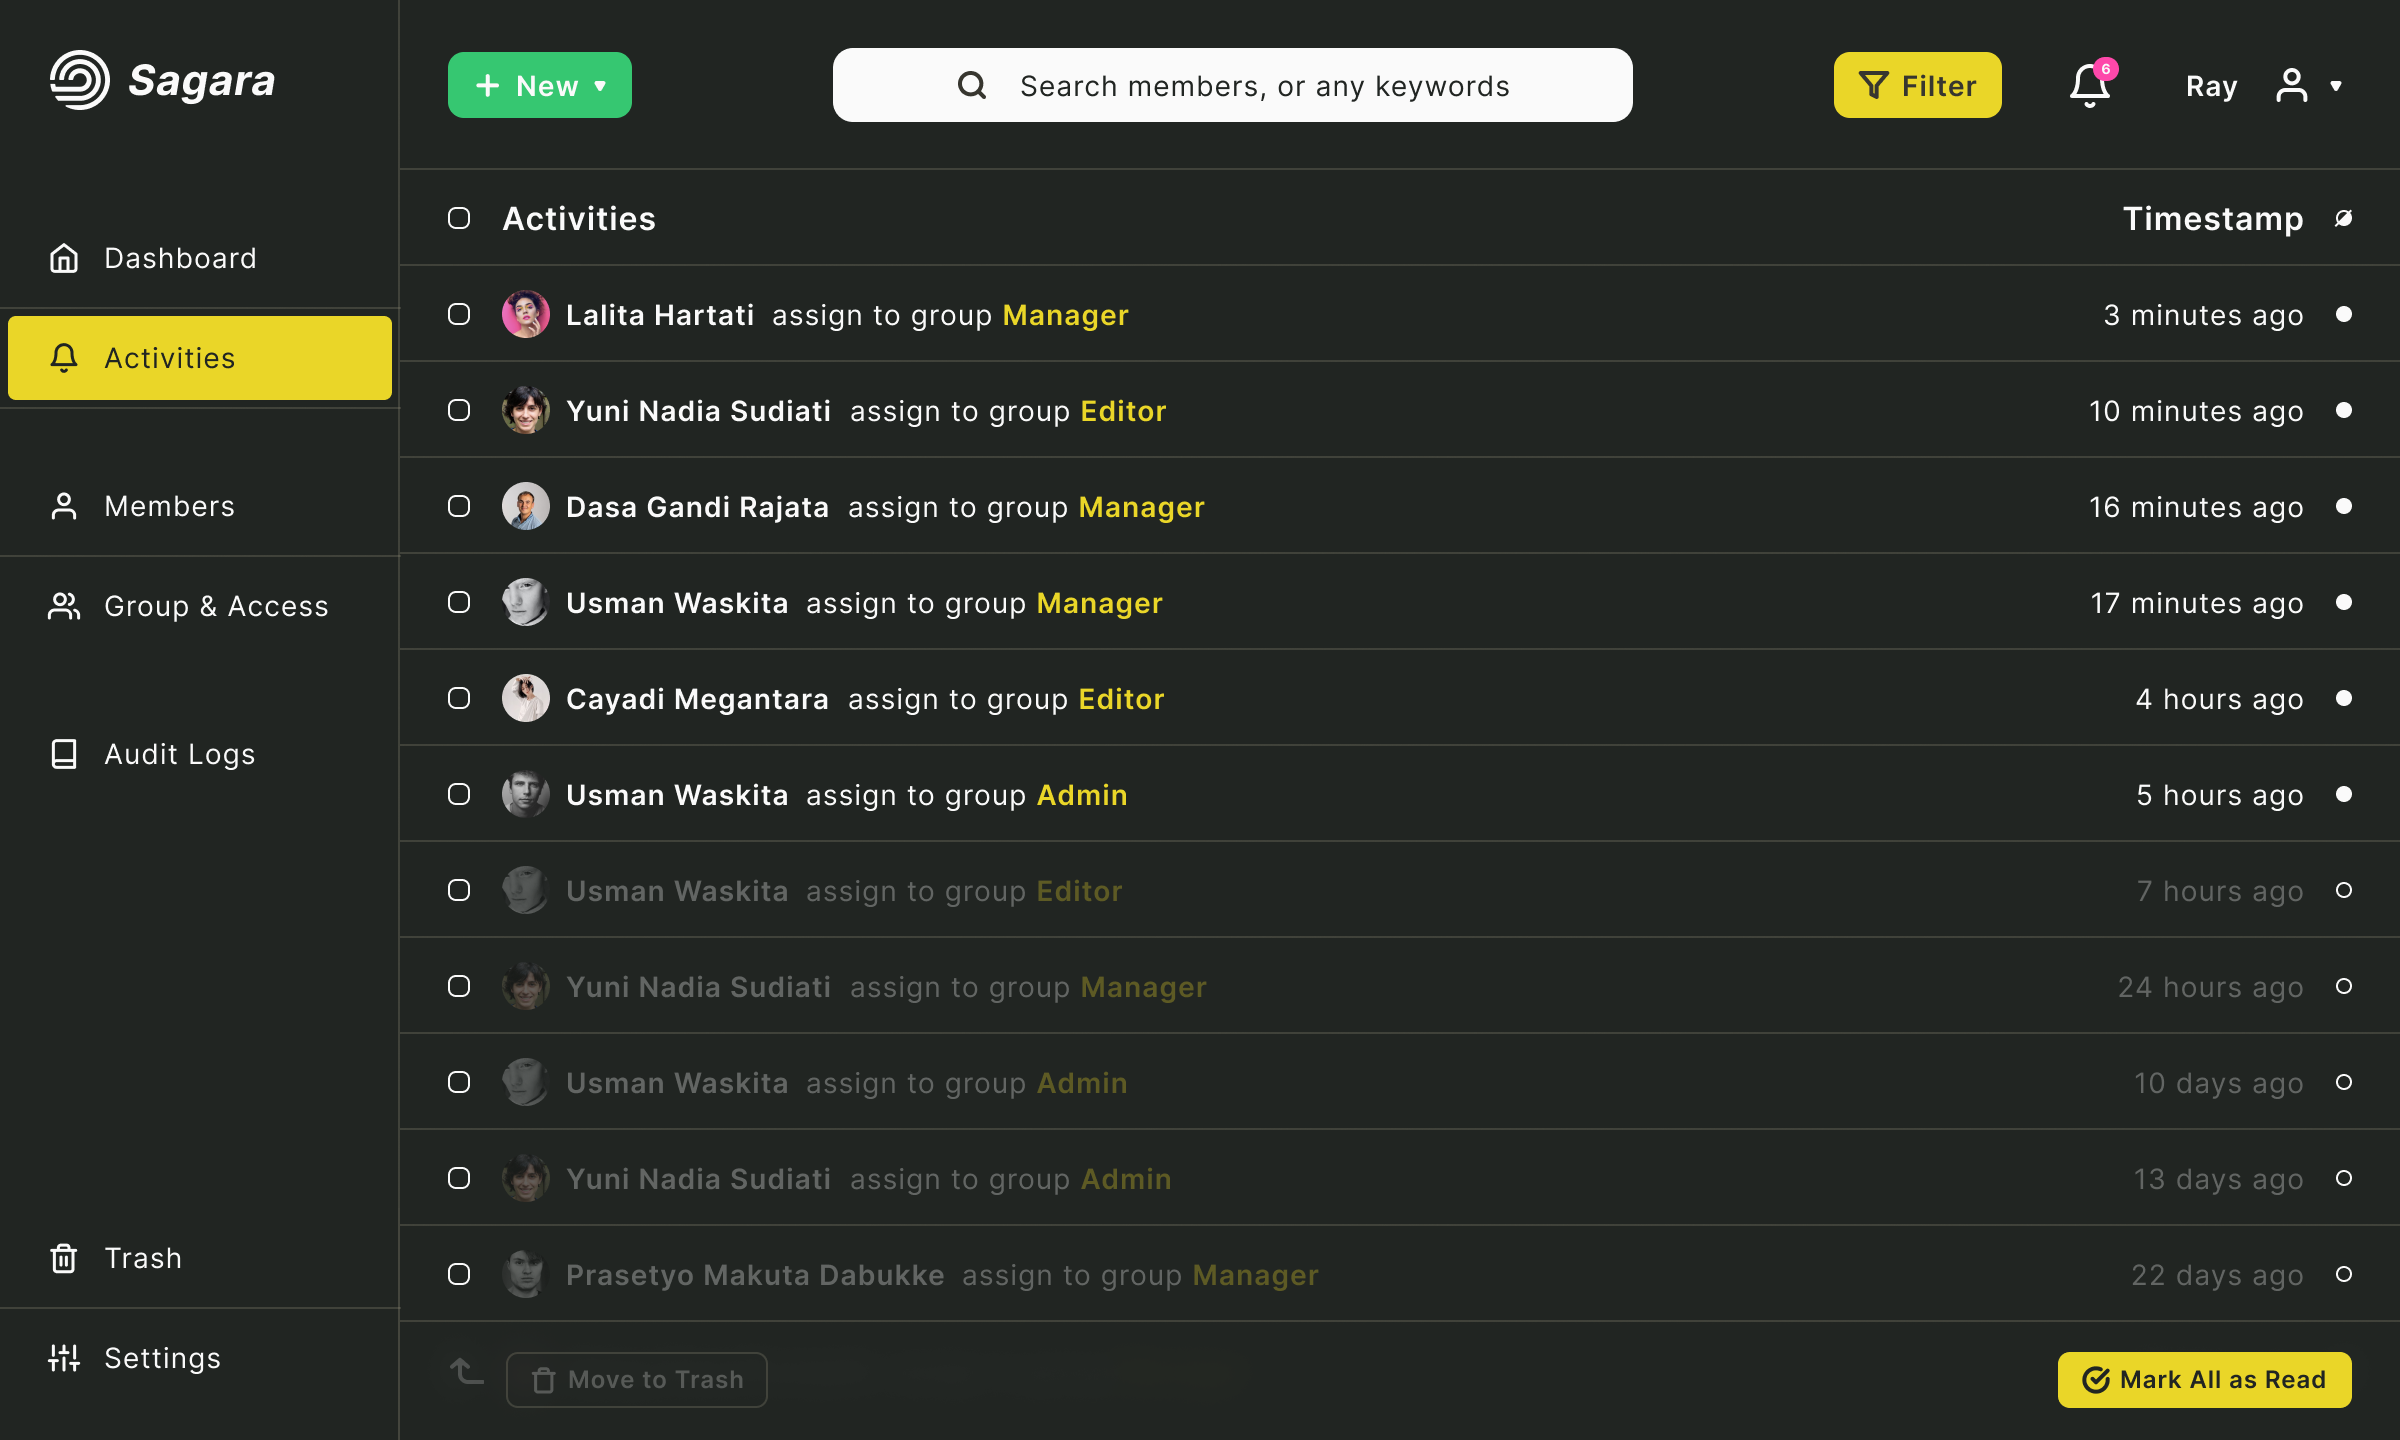 Sagara
New
Search members, or any keywords
Filter
6
Ray
Dashboard
Activities
Members
Group & Access
Audit Logs
Trash
Settings
Activities Timestamp
Lalita Hartati assign to group Manager 3 minutes ago
Yuni Nadia Sudiati assign to group Editor 10 minutes ago
Dasa Gandi Rajata assign to group Manager 16 minutes ago
Usman Waskita assign to group Manager 17 minutes ago
Cayadi Megantara assign to group Editor 4 hours ago
Usman Waskita assign to group Admin 5 hours ago
Usman Waskita assign to group Editor 7 hours ago
Yuni Nadia Sudiati assign to group Manager 24 hours ago
Usman Waskita assign to group Admin 10 days ago
Yuni Nadia Sudiati assign to group Admin 13 days ago
Prasetyo Makuta Dabukke assign to group Manager 22 days ago
Move to Trash
Mark All as Read